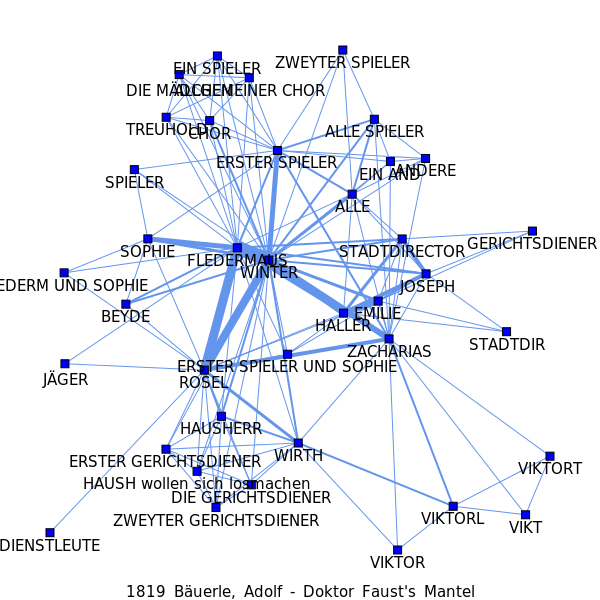 ZWEYTER SPIELER
EIN SPIELER
DIE MÄDCHEN
ALLGEMEINER CHOR
TREUHOLD
CHOR
ALLE SPIELER
ERSTER SPIELER
EIN AND
ANDERE
SPIELER
ALLE
SOPHIE
FLEDERMAUS
STADTDIRECTOR
GERICHTSDIENER
WINTER
EDERM UND SOPHIE
JOSEPH
BEYDE
EMILIE
HALLER
STADTDIR
ZACHARIAS
ERSTER SPIELER UND SOPHIE
JÄGER
ROSEL
HAUSHERR
WIRTH
ERSTER GERICHTSDIENER
VIKTORT
HAUSH wollen sich losmachen
DIE GERICHTSDIENER
ZWEYTER GERICHTSDIENER
VIKTORL
VIKT
DIENSTLEUTE
VIKTOR
1819 Bäuerle, Adolf - Doktor Faust's Mantel